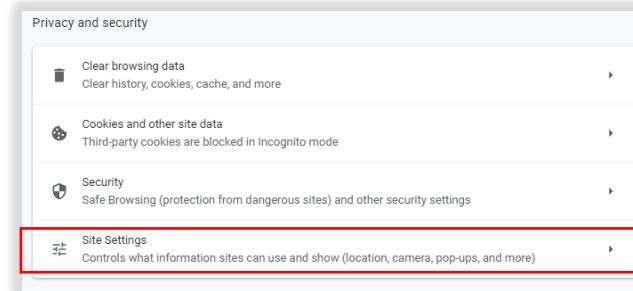 Privacy and security
Clear browsing data
Clear history, cookies, cache, and more
Cookies and other site data
Third-party cookies are blocked in Incognito mode
Security
Safe Browsing (protection from dangerous sites) and other security settings
Site Settings
Controls what information sites can use and show (location, camera, pop-ups, and more)